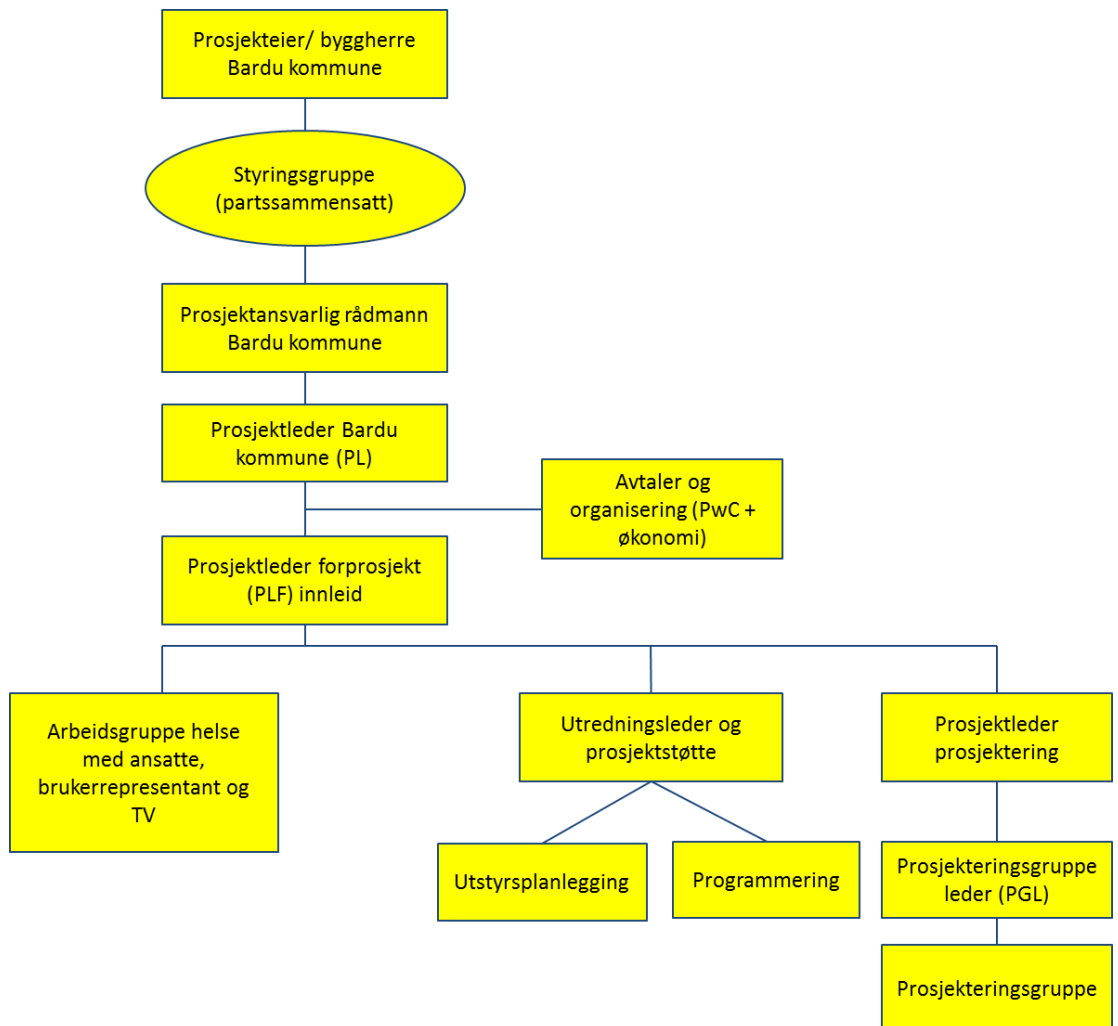 Prosjekteier/ byggherre
Bardu kommune
Styringsgruppe
(partssammensatt)
Prosjektansvarlig rådmann
Bardu kommune
Prosjektleder Bardu
kommune (PL)
Avtaler og
organisering (PwC +
økonomi)
Prosjektleder forprosjekt
(PLF) innleid
Arbeidsgruppe helse
med ansatte,
brukerrepresentant og
TV
Utredningsleder og
prosjektstøtte
Prosjektleder
prosjektering
Utstyrsplanlegging
Programmering
Prosjekteringsgruppe
leder (PGL)
Prosjekteringsgruppe